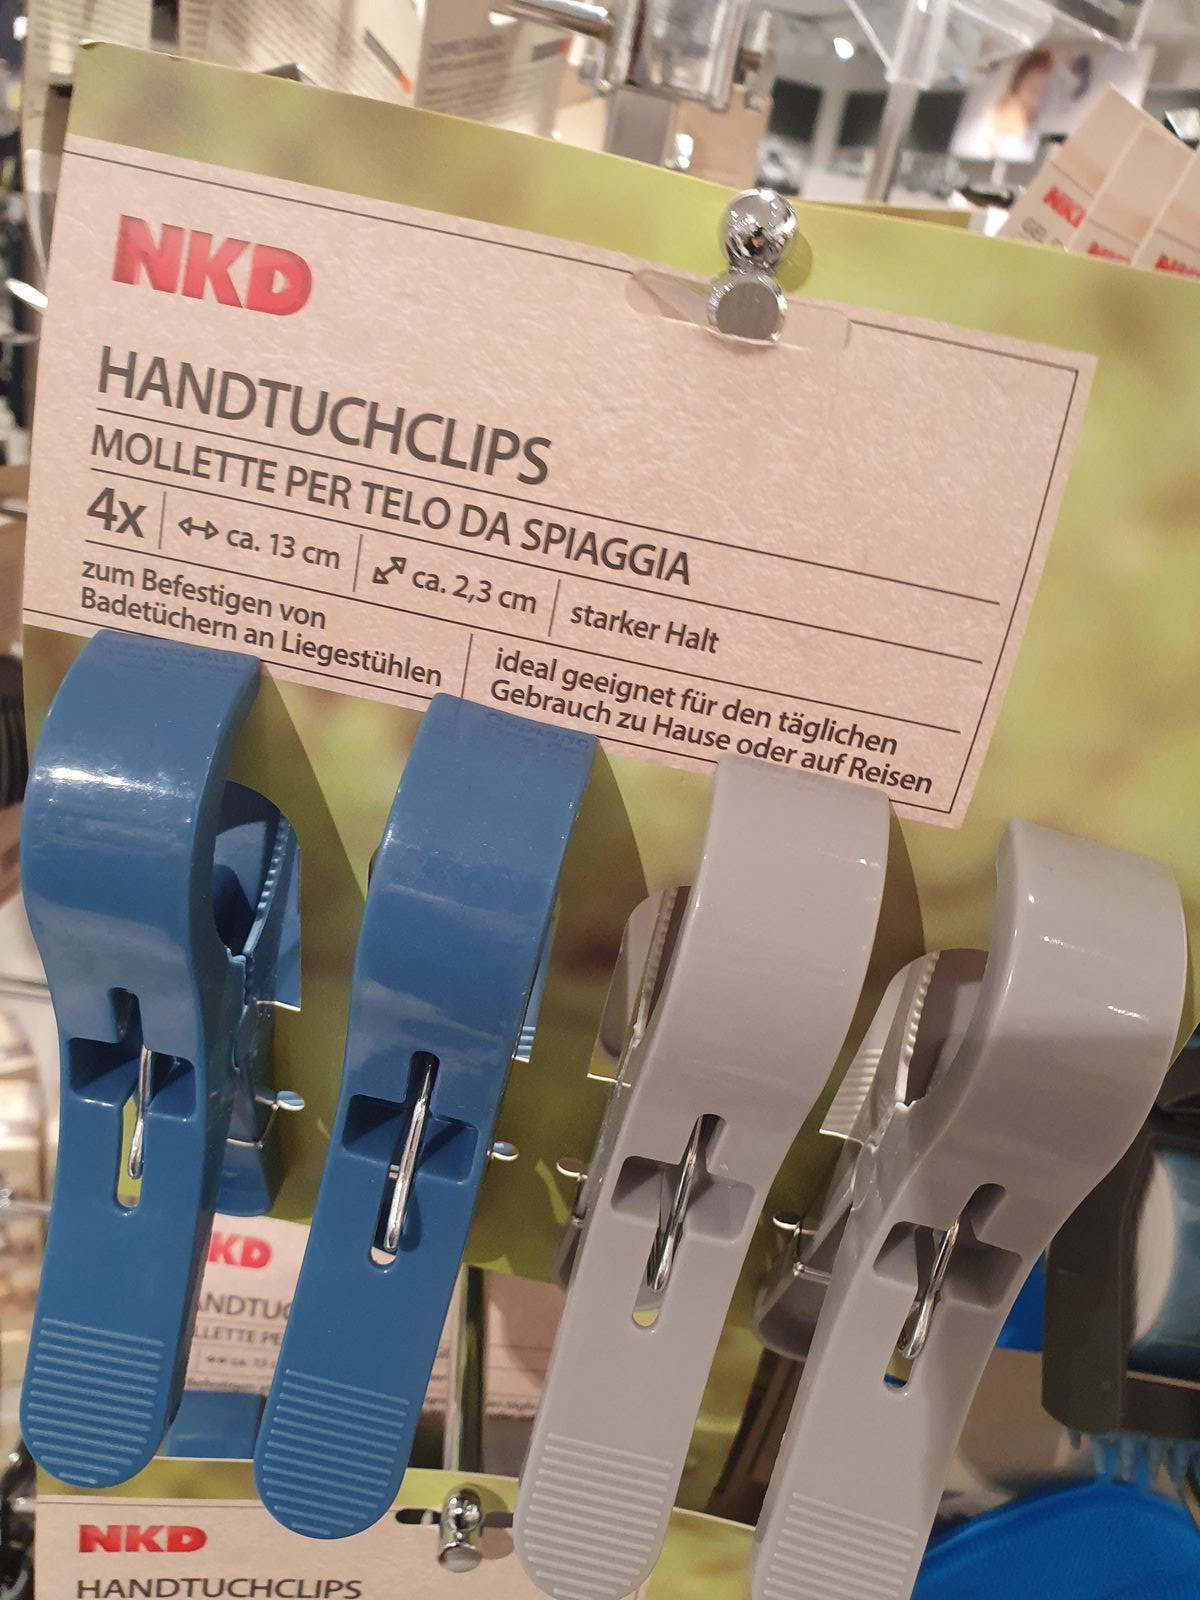 NKD
HANDTUCHCLIPS
MOLLETTE PER TELO DA SPIAGGIA
4x ca. 13 cm ca. 2,3 cm starker Halt
zum Befestigen von
Badetüchern an Liegestühlen
ideal geeignet für den täglichen
Gebrauch zu Hause oder auf Reisen
NKD
KD
NKD
HANDTUCHCLIPS